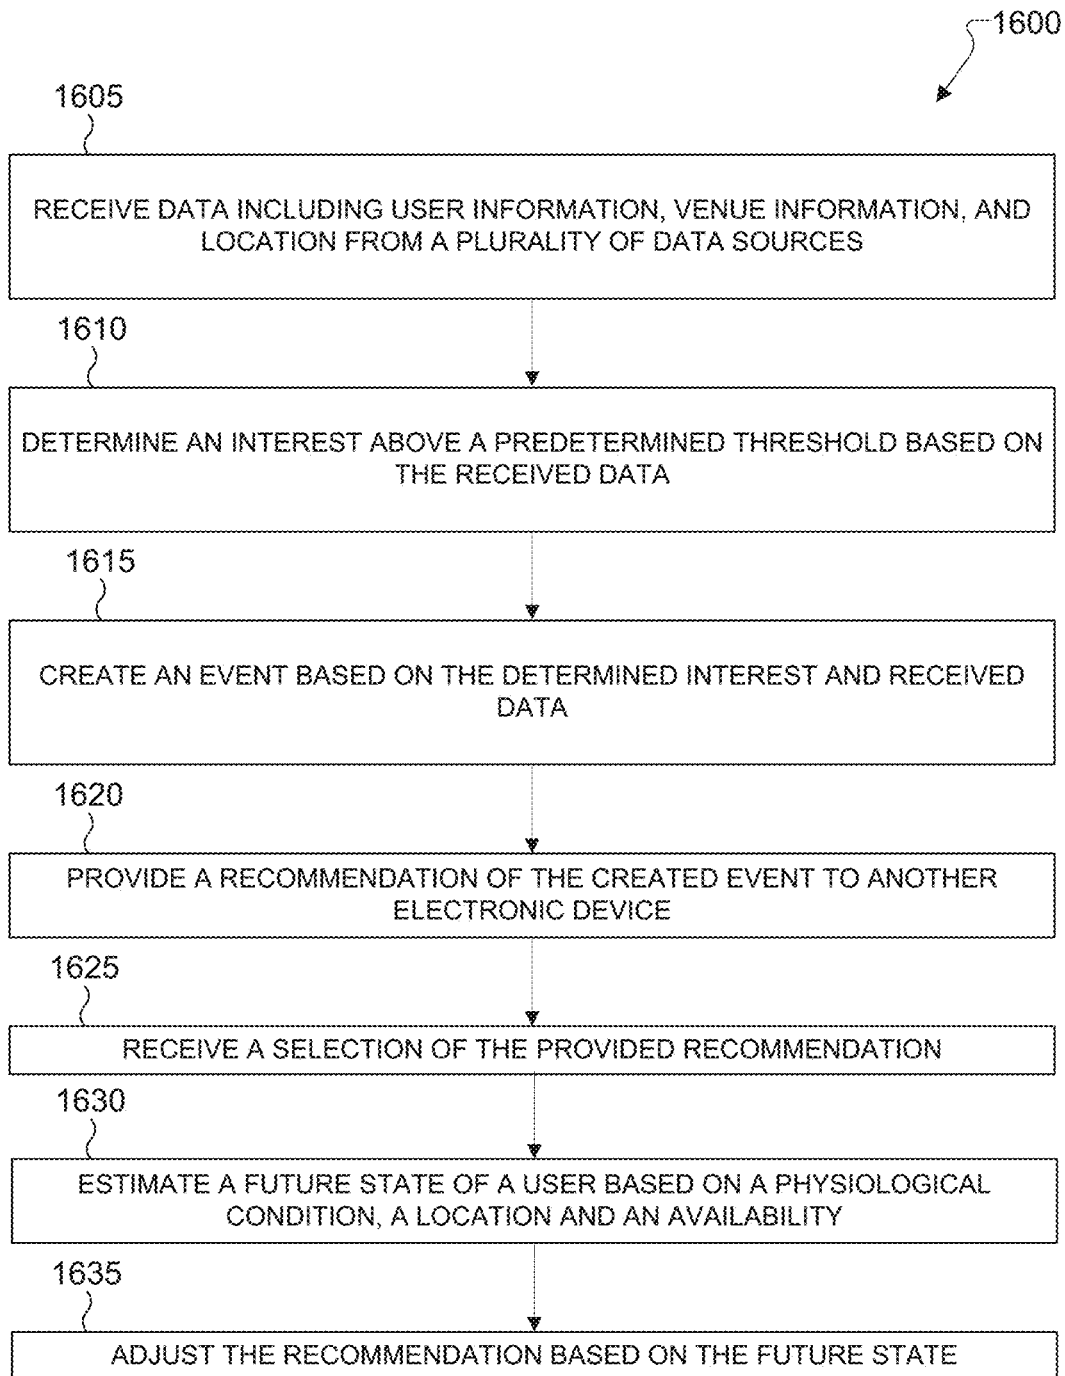 1600
1605
RECEIVE DATA INCLUDING USER INFORMATION, VENUE INFORMATION, AND
LOCATION FROM A PLURALITY OF DATA SOURCES
1610
DETERMINE AN INTEREST ABOVE A PREDETERMINED THRESHOLD BASED ON
THE RECEIVED DATA
1615
CREATE AN EVENT BASED ON THE DETERMINED INTEREST AND RECEIVED
DATA
1620
PROVIDE A RECOMMENDATION OF THE CREATED EVENT TO ANOTHER
ELECTRONIC DEVICE
1625
RECEIVE A SELECTION OF THE PROVIDED RECOMMENDATION
1630
ESTIMATE A FUTURE STATE OF A USER BASED ON A PHYSIOLOGICAL
CONDITION, A LOCATION AND AN AVAILABILITY
1635
ADJUST THE RECOMMENDATION BASED ON THE FUTURE STATE